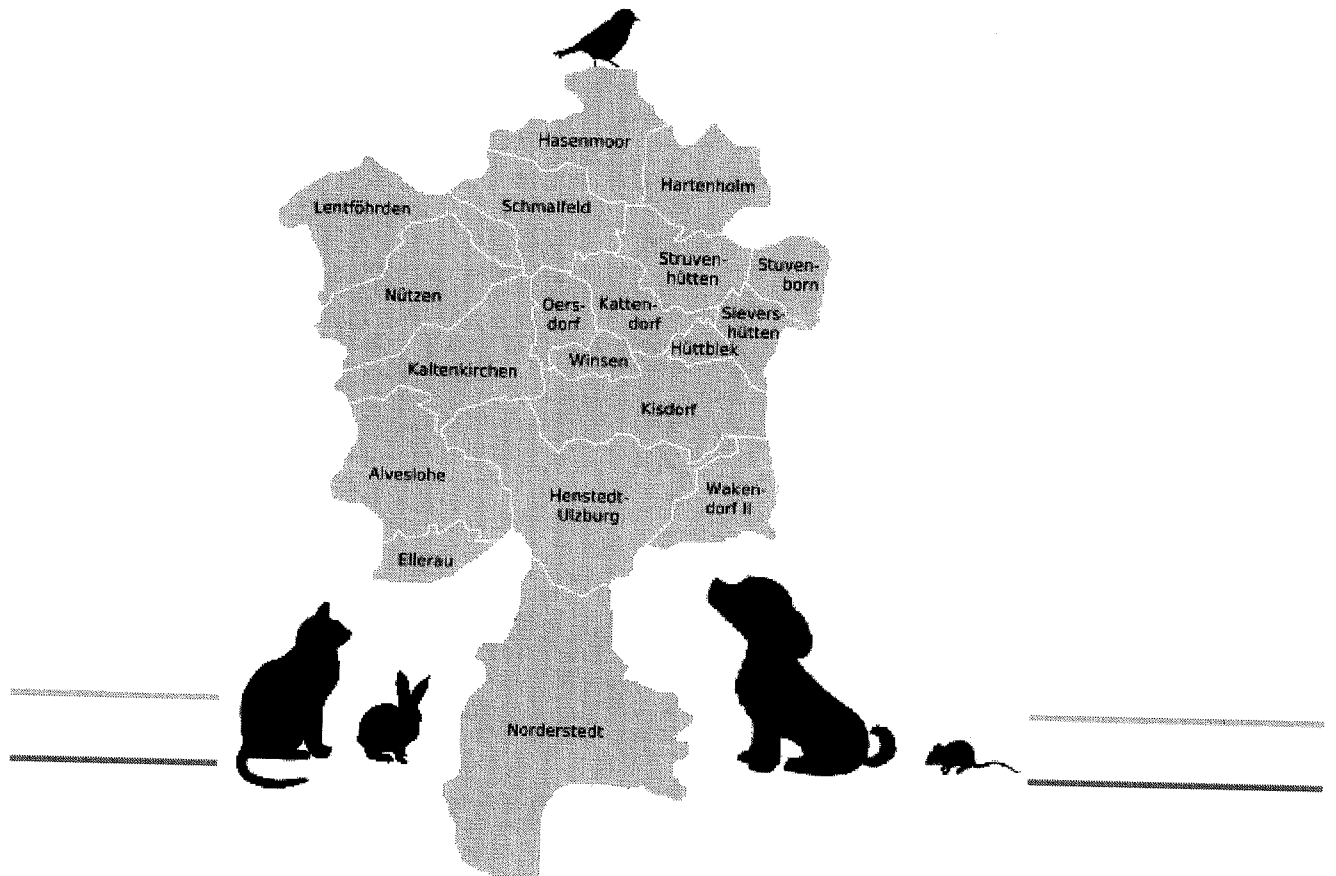 Hasenmoor
Hartenholm
Lentföhrden
Schmalfeld
Struven-
hütten
Stuven-
born
Nützen
Oers-
dorf
Katten-
dorf
Sievers-
hütten
Hüttblek
Winsen
Kaltenkirchen
Kisdorf
Alveslohe
Henstedt-
Ulzburg
Waken-
dorf II
Ellerau
Norderstedt